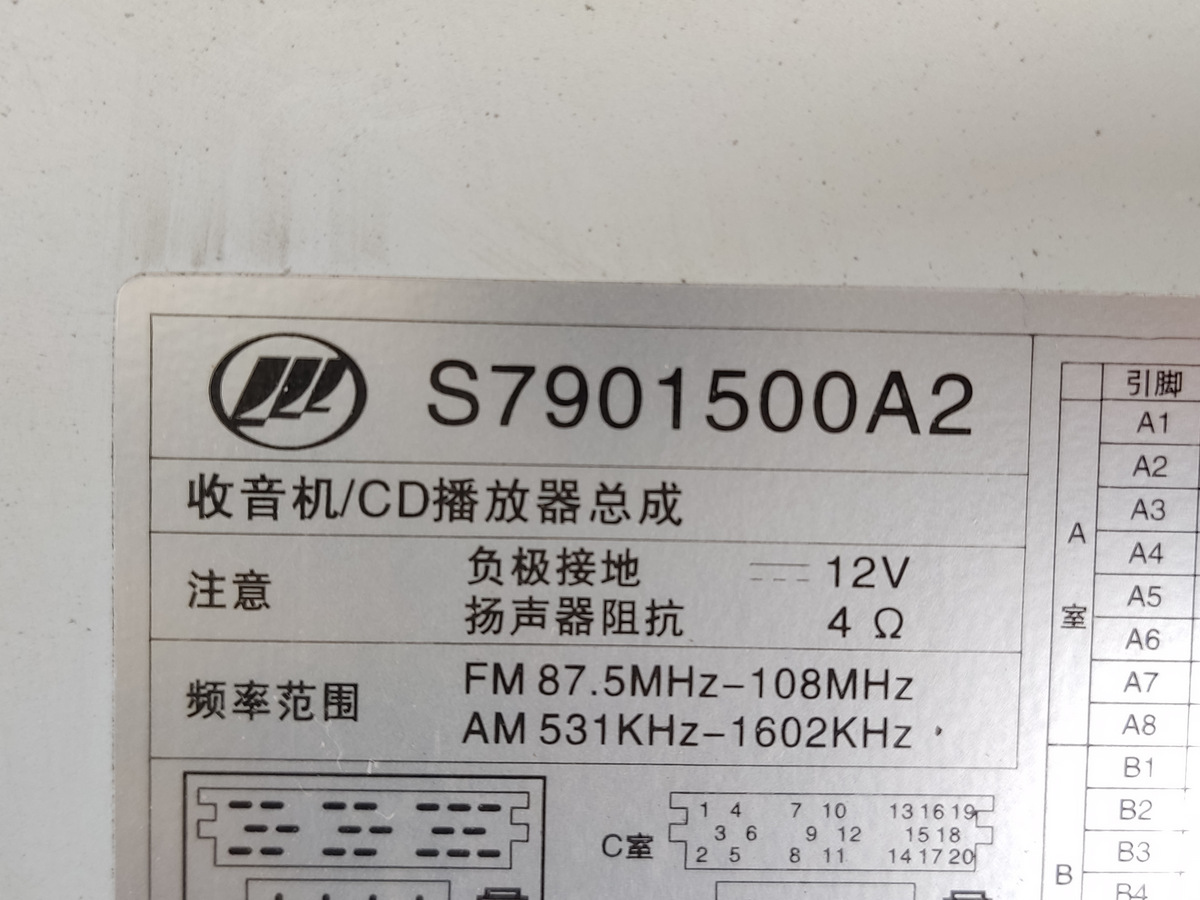 S7901500A2
收音机/CD播放器总成
注意
负极接地 12V
扬声器阻抗 4 Ω
频率范围
FM 87.5MHz-108MHz
AM 531KHz-1602KHz
C室
1 4 7 10 13 16 19
3 6 9 12 15 18
2 5 8 11 14 17 20
引脚
A室
A1
A2
A3
A4
A5
A6
A7
A8
B
B1
B2
B3
B4